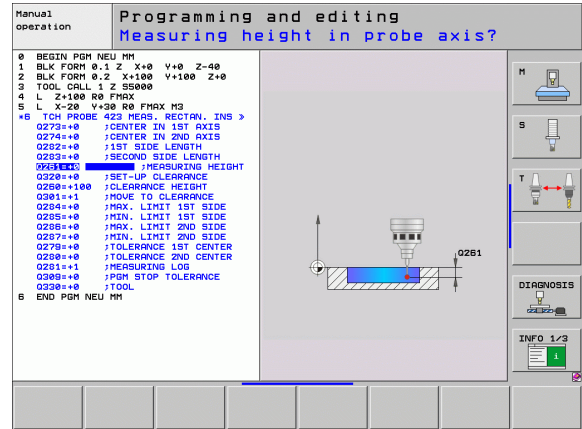 Manual operation
Programming and editing
Measuring height in probe axis?
0 BEGIN PGM NEU MM
1 BLK FORM 0.1 Z X+0 Y+0 Z-40
2 BLK FORM 0.2 X+100 Y+100 Z+0
3 TOOL CALL 1 Z S5000
4 L Z+100 R0 FMAX
5 L X-20 Y+30 R0 FMAX M3
*6 TCH PROBE 423 MEAS. RECTAN. INS »
Q273=+0 ;CENTER IN 1ST AXIS
Q274=+0 ;CENTER IN 2ND AXIS
Q282=+0 ;1ST SIDE LENGTH
Q283=+0 ;SECOND SIDE LENGTH
Q261=+0 ;MEASURING HEIGHT
Q320=+0 ;SET-UP CLEARANCE
Q260=+100 ;CLEARANCE HEIGHT
Q301=+1 ;MOVE TO CLEARANCE
Q284=+0 ;MAX. LIMIT 1ST SIDE
Q285=+0 ;MIN. LIMIT 1ST SIDE
Q286=+0 ;MAX. LIMIT 2ND SIDE
Q287=+0 ;MIN. LIMIT 2ND SIDE
Q279=+0 ;TOLERANCE 1ST CENTER
Q280=+0 ;TOLERANCE 2ND CENTER
Q281=+1 ;MEASURING LOG
Q309=+0 ;PGM STOP TOLERANCE
Q330=+0 ;TOOL
6 END PGM NEU MM
Q261
M
S
T
DIAGNOSIS
INFO 1/3
i